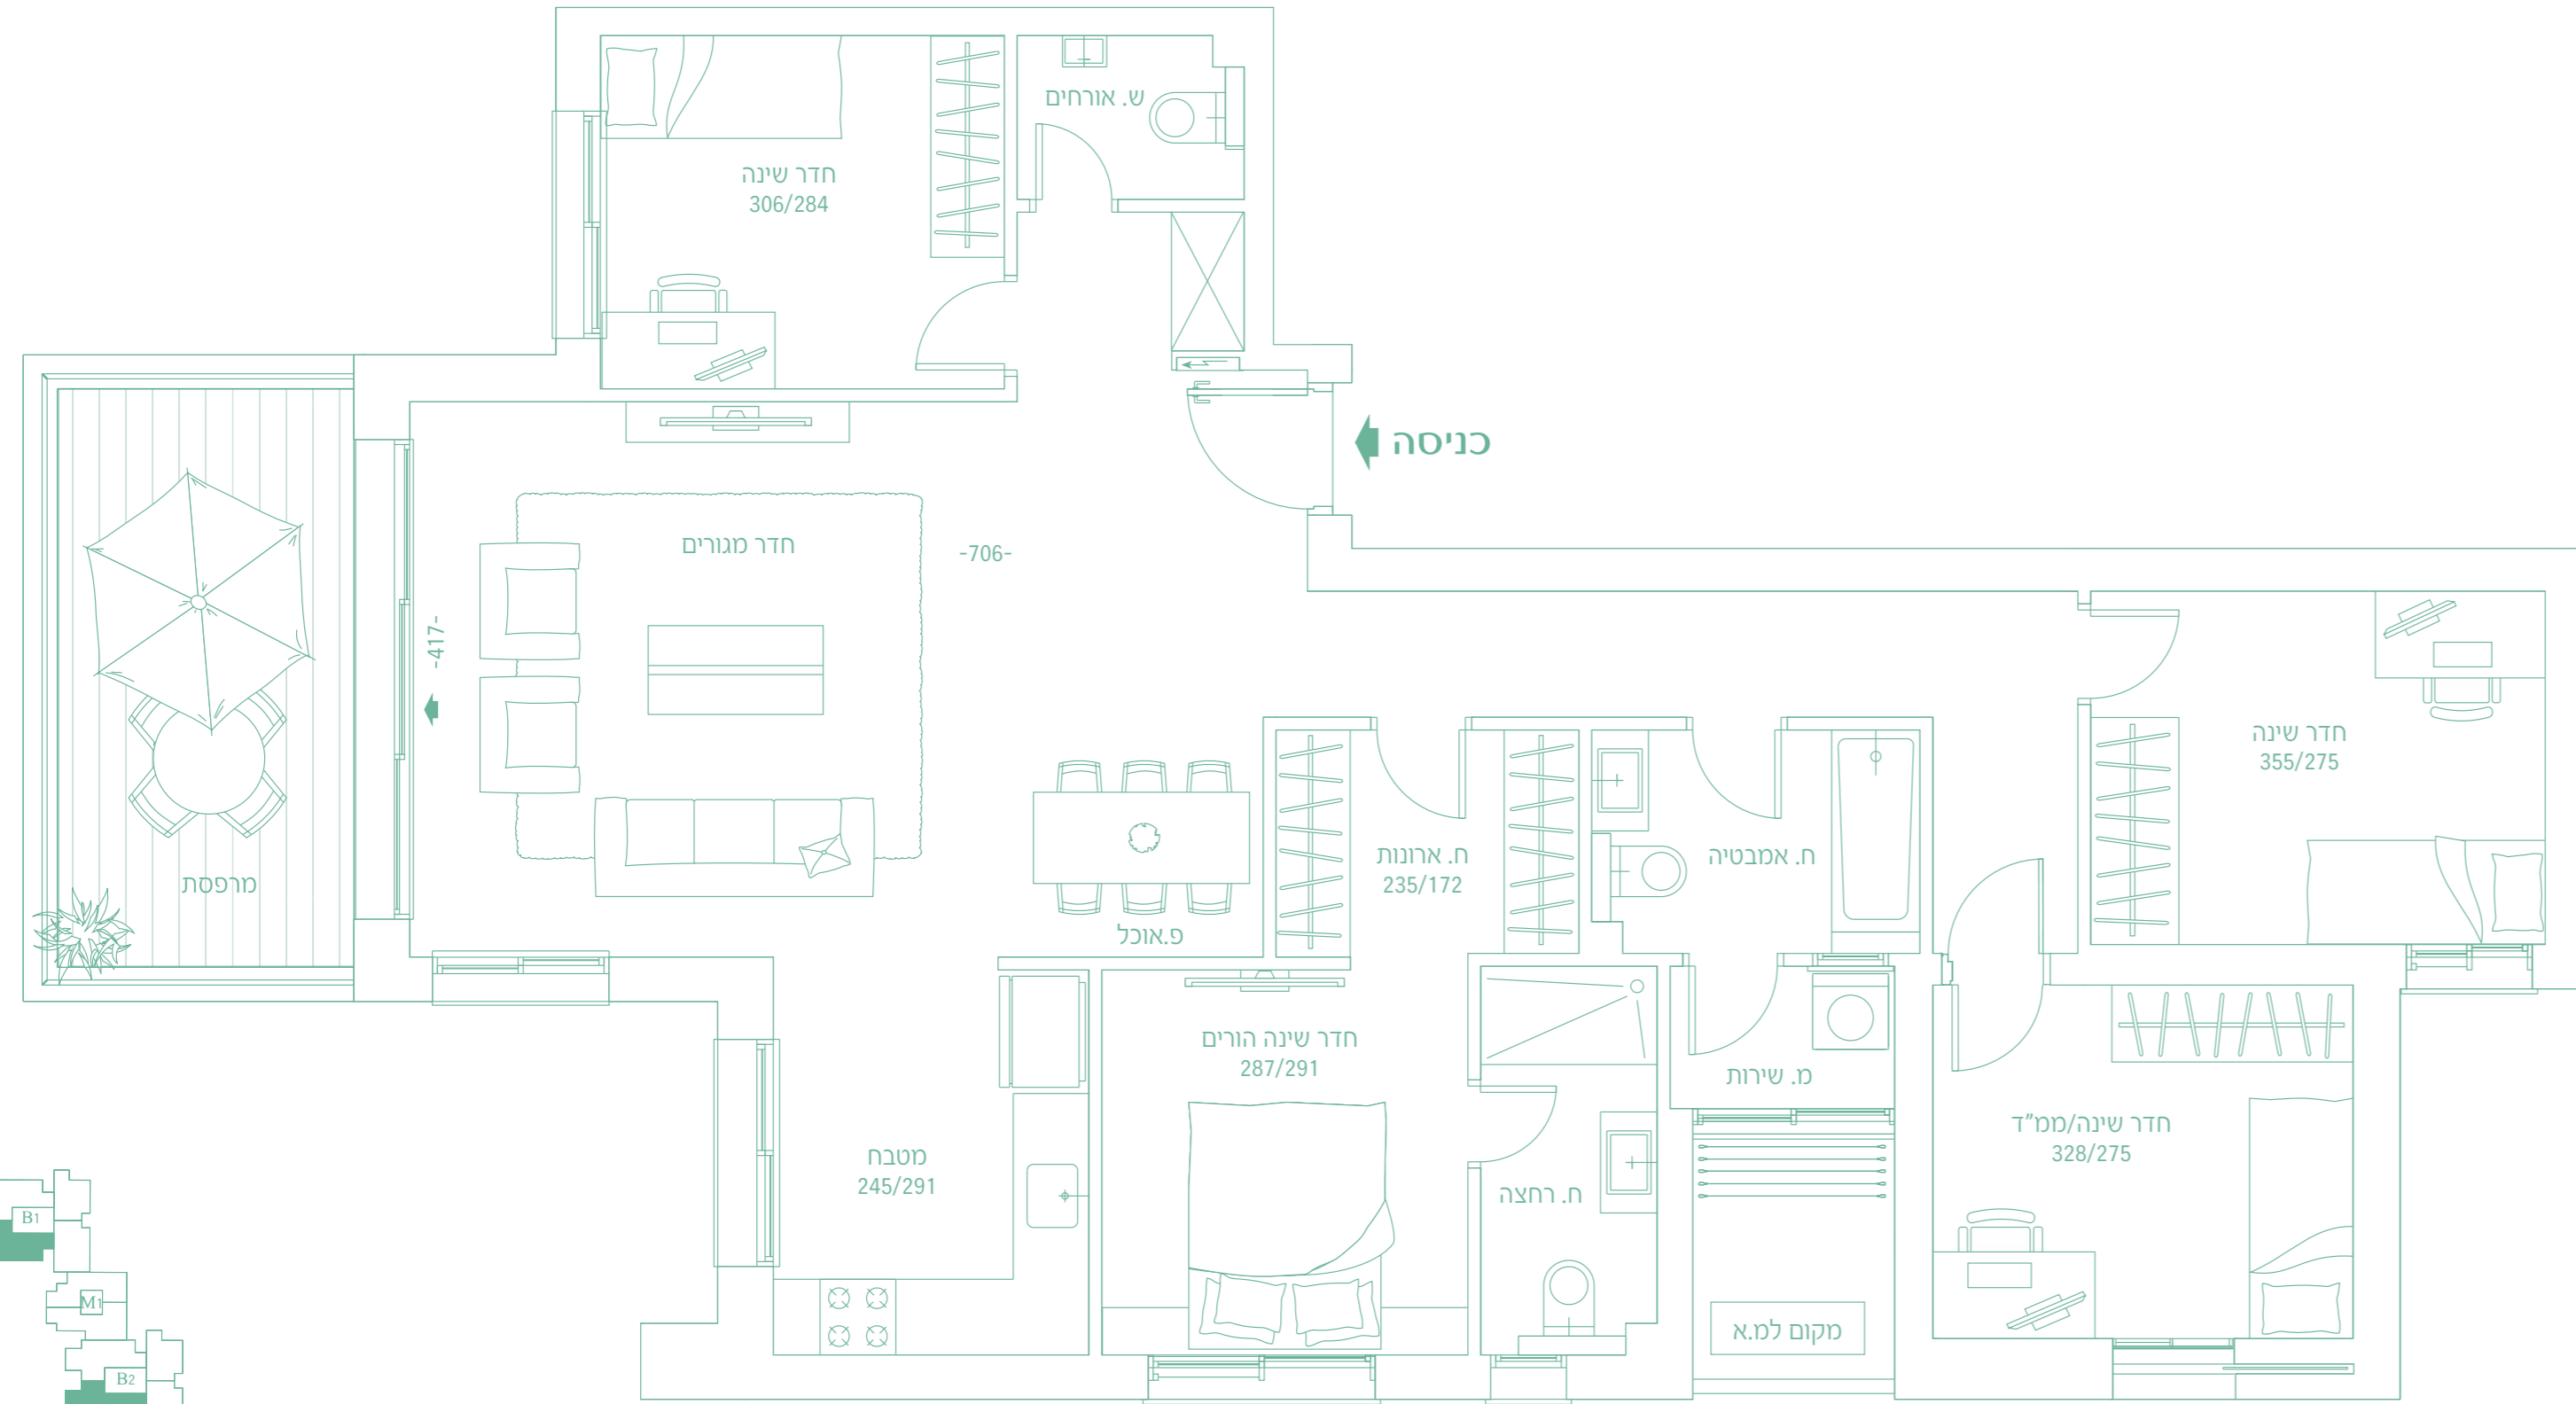 ש. אורחים
חדר שינה
306/284
כניסה
חדר מגורים
-706-
-417-
חדר שינה
355/275
ח. ארונות
235/172
ח. אמבטיה
מרפסת
פ.אוכל
חדר שינה הורים
287/291
מ. שירות
חדר שינה/ממ"ד
328/275
מטבח
245/291
ח. רחצה
מקום למ.א
B1
M1
B2